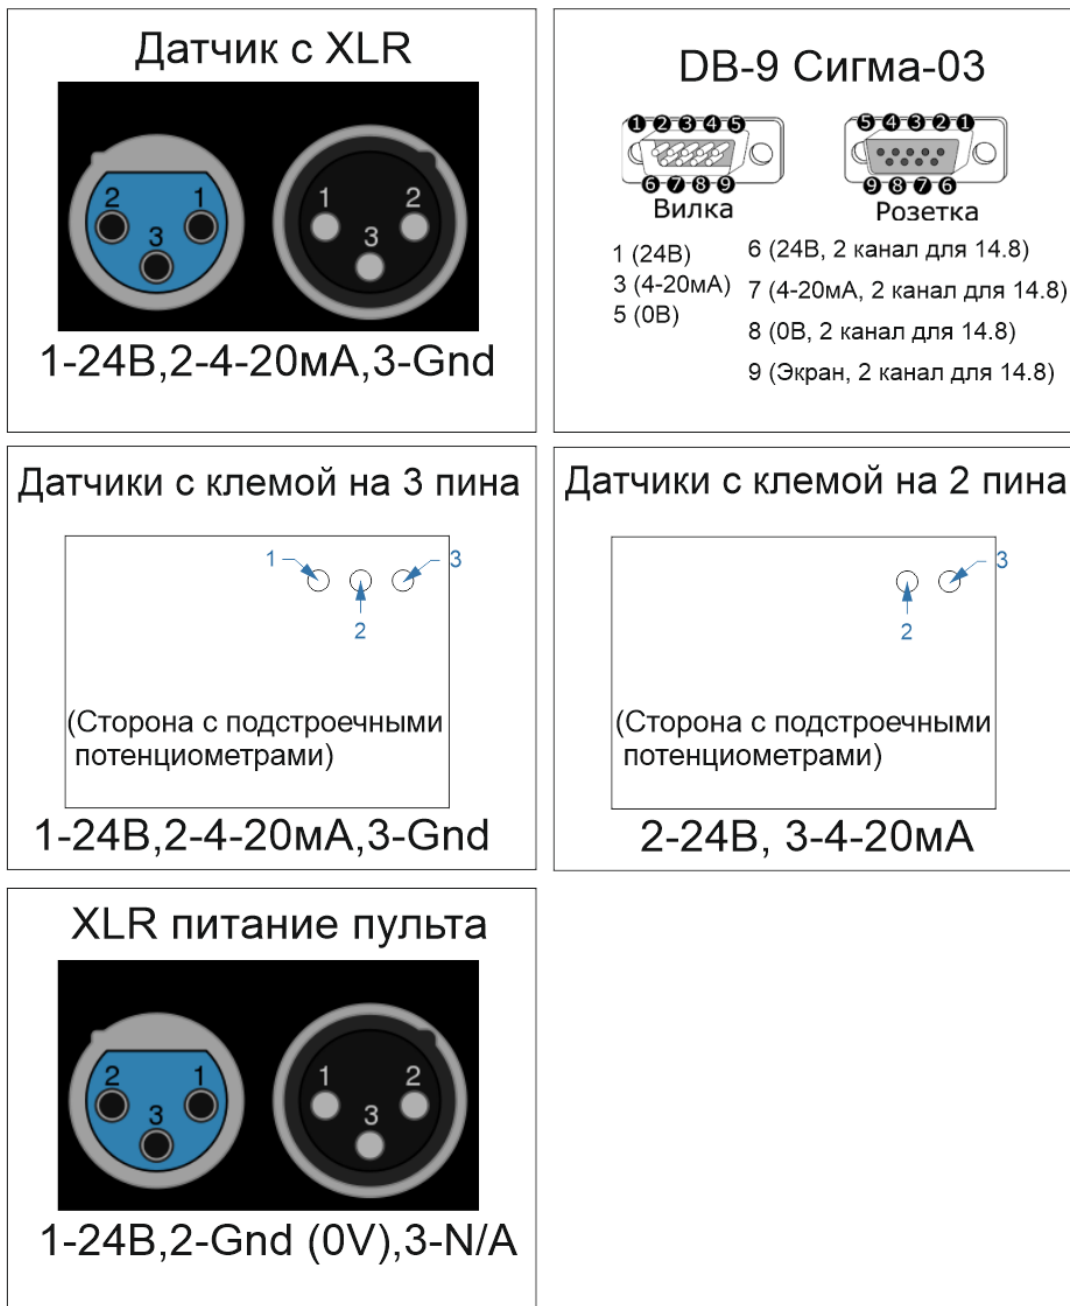 Датчик с XLR
2 1
3
1 2
3
1-24В,2-4-20мА,3-Gnd
DB-9 Сигма-03
1 2 3 4 5
6 7 8 9
Вилка
5 4 3 2 1
9 8 7 6
Розетка
1 (24В)
3 (4-20мА)
5 (0В)
6 (24В, 2 канал для 14.8)
7 (4-20мА, 2 канал для 14.8)
8 (0В, 2 канал для 14.8)
9 (Экран, 2 канал для 14.8)
Датчики с клемой на 3 пина
1 3
2
(Сторона с подстроечными
потенциометрами)
1-24В,2-4-20мА,3-Gnd
Датчики с клемой на 2 пина
3
2
(Сторона с подстроечными
потенциометрами)
2-24В, 3-4-20мА
XLR питание пульта
2 1
3
1 2
3
1-24В,2-Gnd (0V),3-N/A